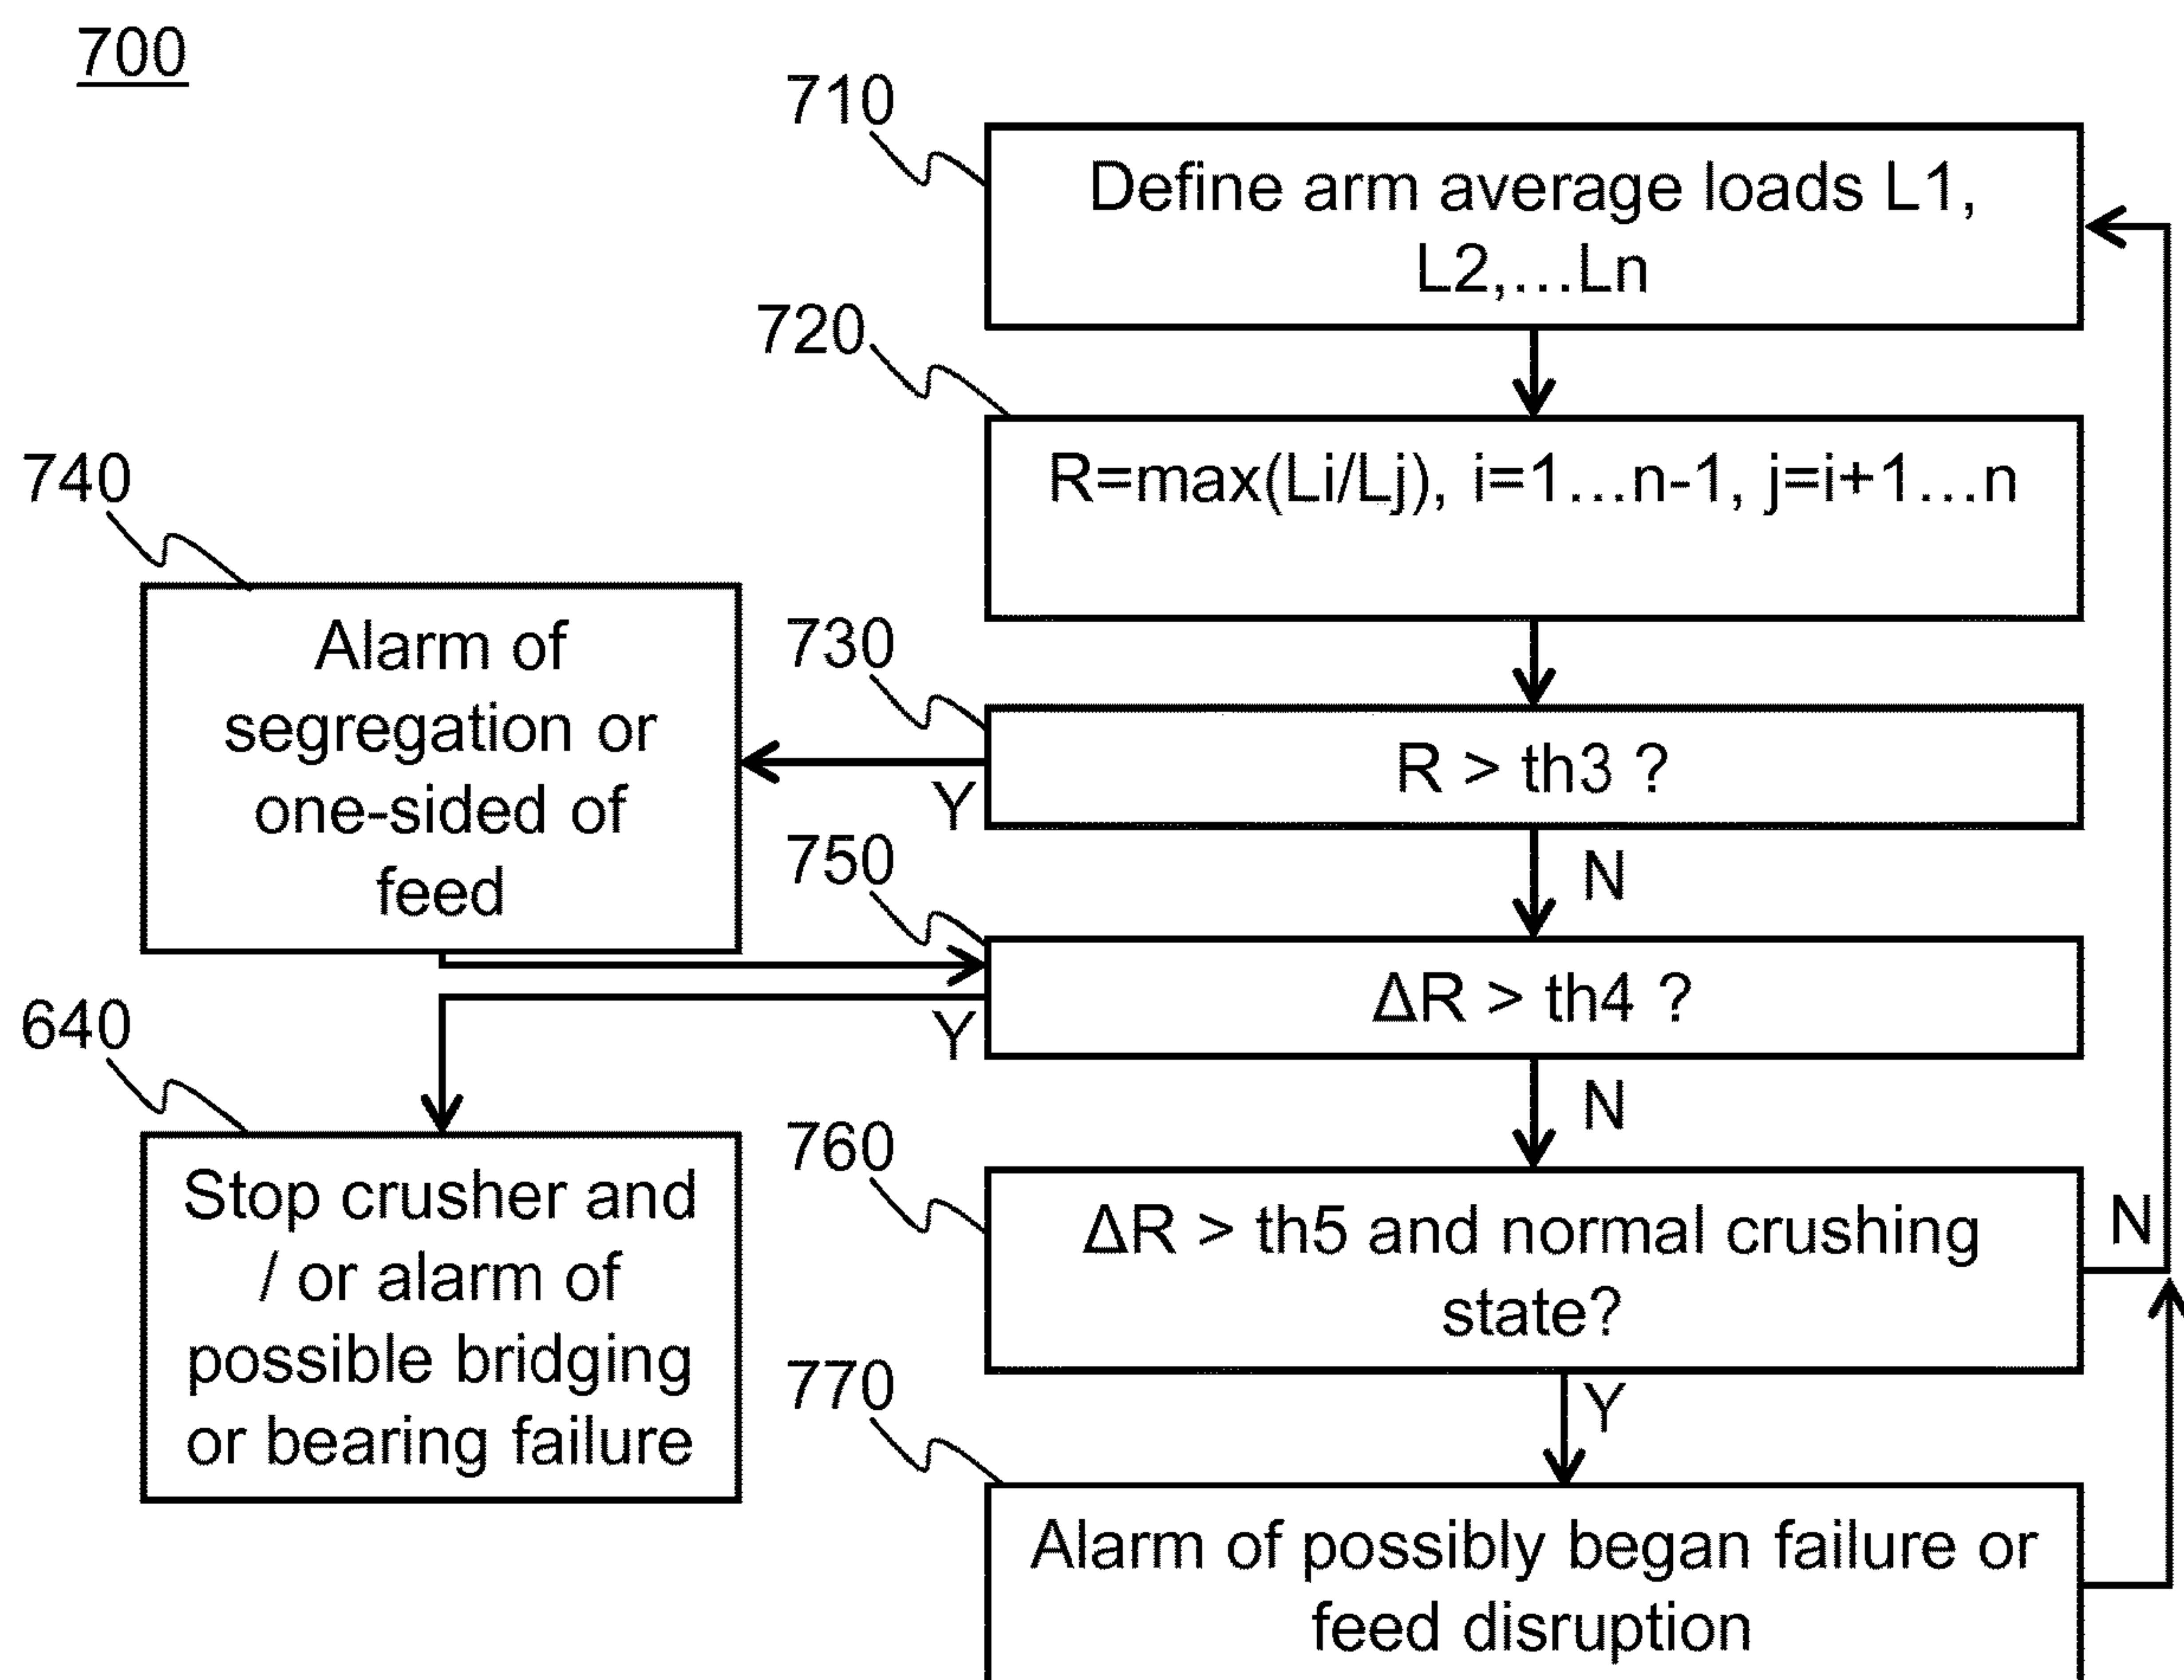 700
710
Define arm average loads L1,
L2,...Ln
720
R=max(Li/Lj), i=1...n-1, j=i+1...n
730
R > th3 ?
Y
N
740
Alarm of
segregation or
one-sided of
feed
750
ΔR > th4 ?
Y
N
640
Stop crusher and
/ or alarm of
possible bridging
or bearing failure
760
ΔR > th5 and normal crushing
state?
N
Y
770
Alarm of possibly began failure or
feed disruption